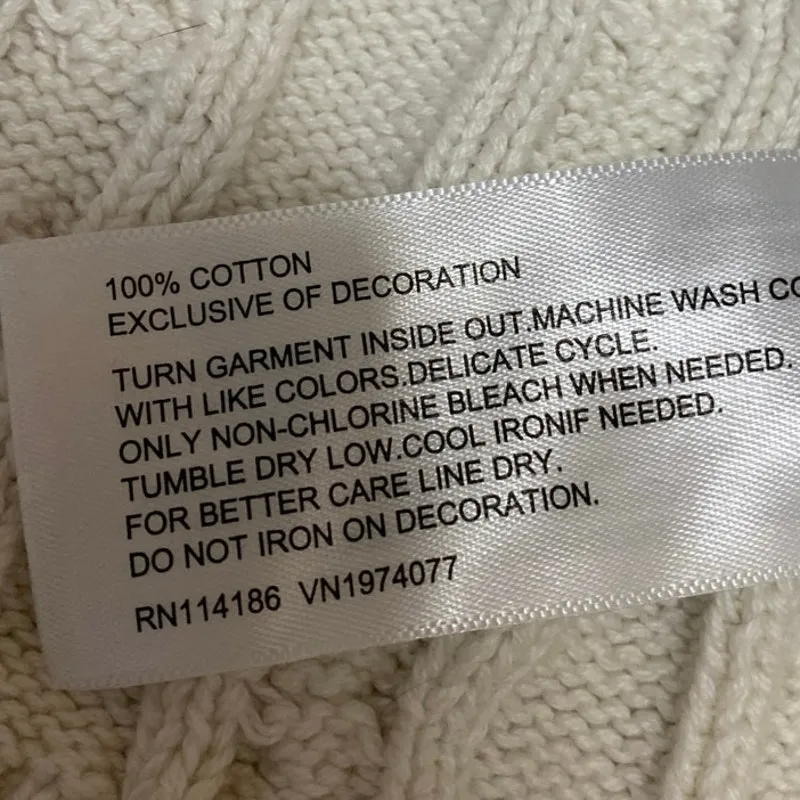 100% COTTON
EXCLUSIVE OF DECORATION
TURN GARMENT INSIDE OUT.MACHINE WASH
WITH LIKE COLORS.DELICATE CYCLE.
ONLY NON-CHLORINE BLEACH WHEN NEEDED.
TUMBLE DRY LOW.COOL IRONIF NEEDED.
FOR BETTER CARE LINE DRY.
DO NOT IRON ON DECORATION.
RN114186 VN1974077